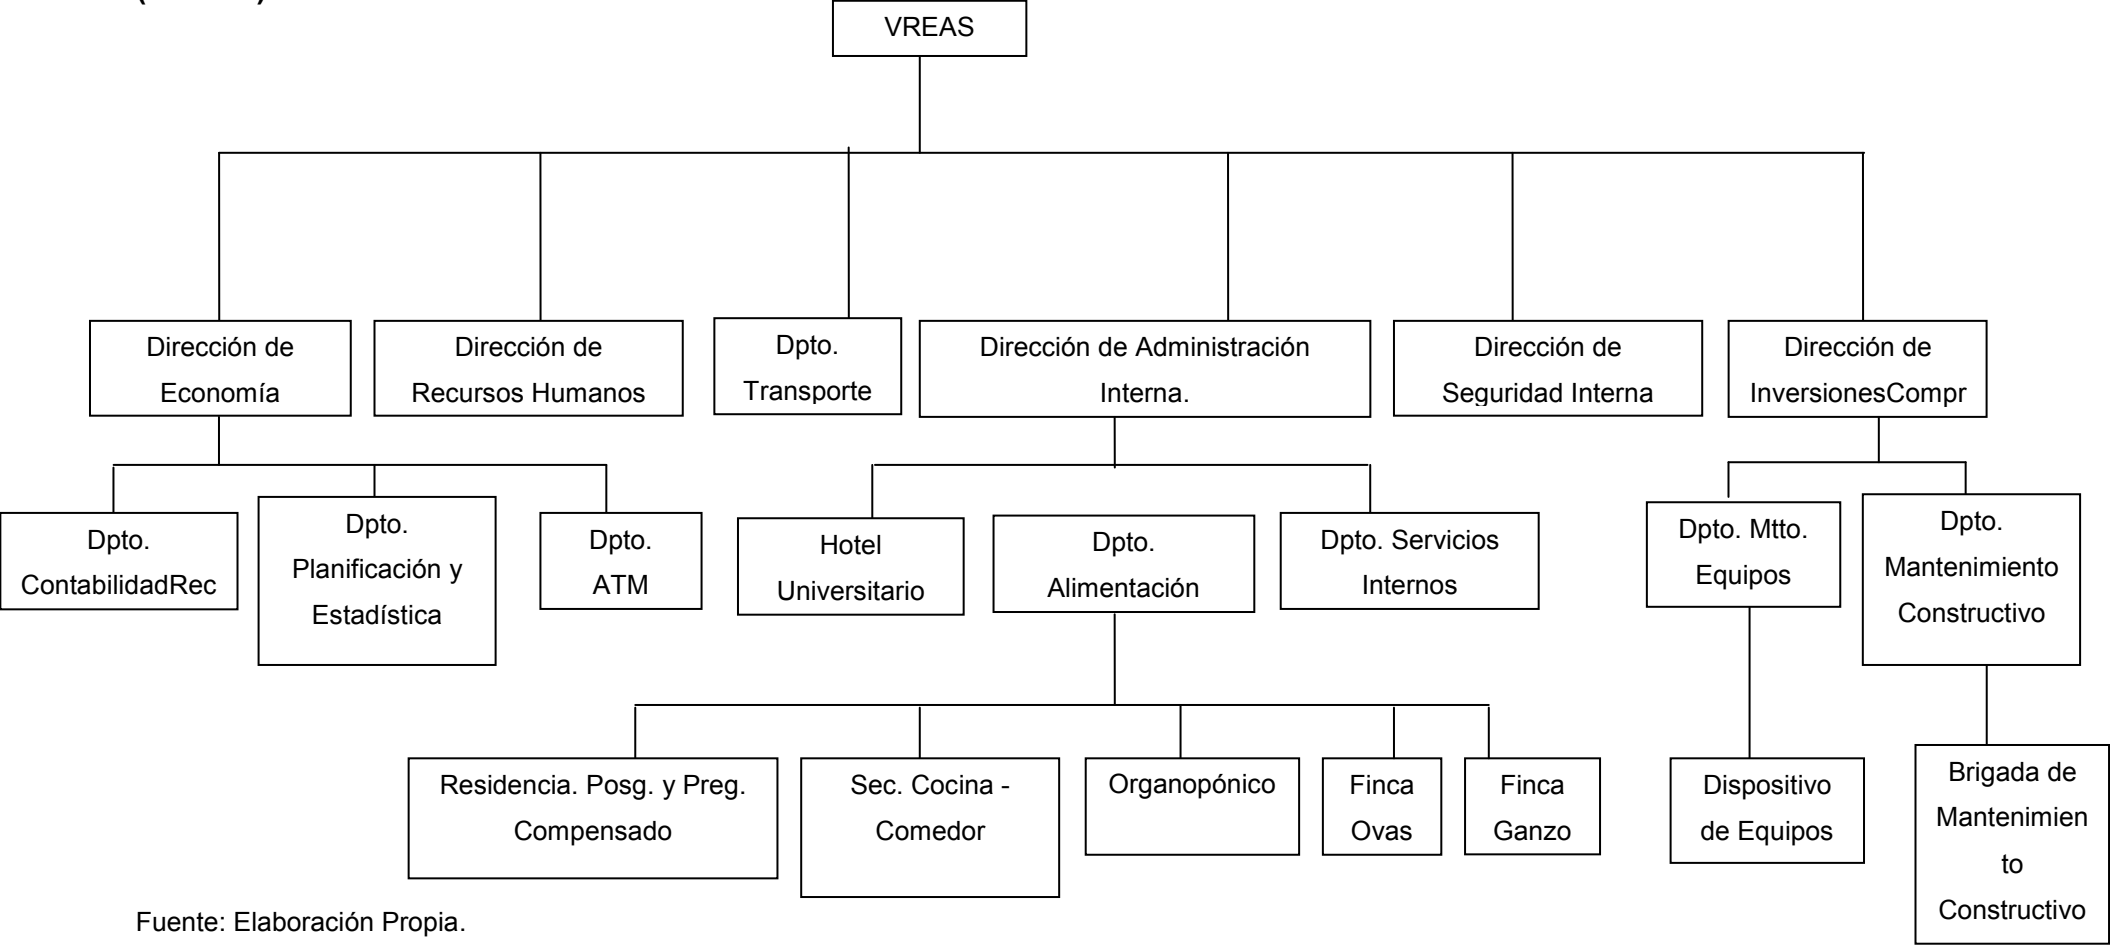 VREAS
Dirección de
Economía
Dirección de
Recursos Humanos
Dpto.
Transporte
Dirección de Administración
Interna.
Dirección de
Seguridad Interna
Dirección de
InversionesCompr
Dpto.
ContabilidadRec
Dpto.
Planificación y
Estadística
Dpto.
ATM
Hotel
Universitario
Dpto.
Alimentación
Dpto. Servicios
Internos
Dpto. Mtto.
Equipos
Dpto.
Mantenimiento
Constructivo
Residencia. Posg. y Preg.
Compensado
Sec. Cocina -
Comedor
Organopónico
Finca
Ovas
Finca
Ganzo
Dispositivo
de Equipos
Brigada de
Mantenimien
to
Constructivo
Fuente: Elaboración Propia.